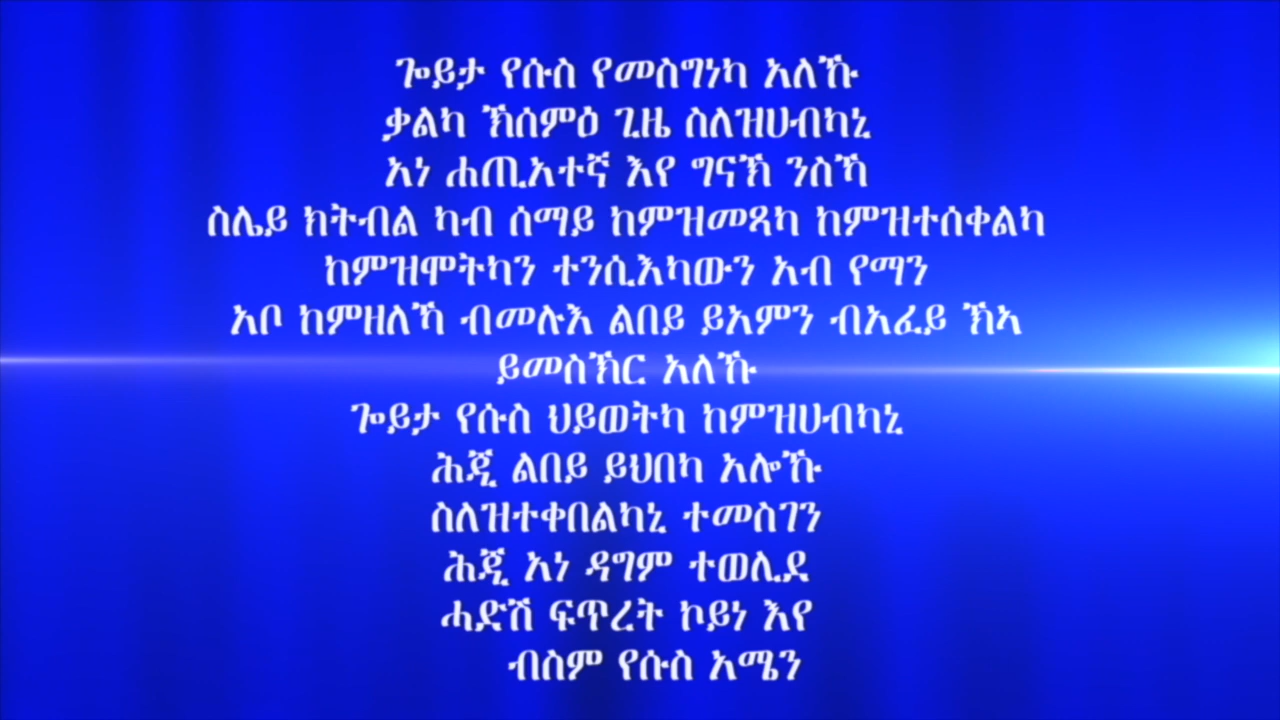 ጐይታ የሱስ የመስግነካ አለኹ
ቃልካ ኽሰምዕ ጊዜ ስለዝሀብካኒ
አነ ሐጢአተኛ እየ ግናኽ ንስኻ
ስሌይ ክትብል ካብ ሰማይ ከምዝመጻካ ከምዝተሰቀልካ
ከምዝሞትካን ተንሲእካውን አብ የማን
አቦ ከምዘለኻ ብመሉእ ልበይ ይአምን ብአፈይ ኽኣ
ይመስኽር አለኹ
ጐይታ የሱስ ህይወትካ ከምዝሀብካኒ
ሕጂ ልበይ ይህበካ አሎኹ
ስለዝተቀበልካኒ ተመስገን
ሕጂ አነ ዳግም ተወሊደ
ሓድሽ ፍጥረት ኮይነ እየ
ብስም የሱስ አሜን